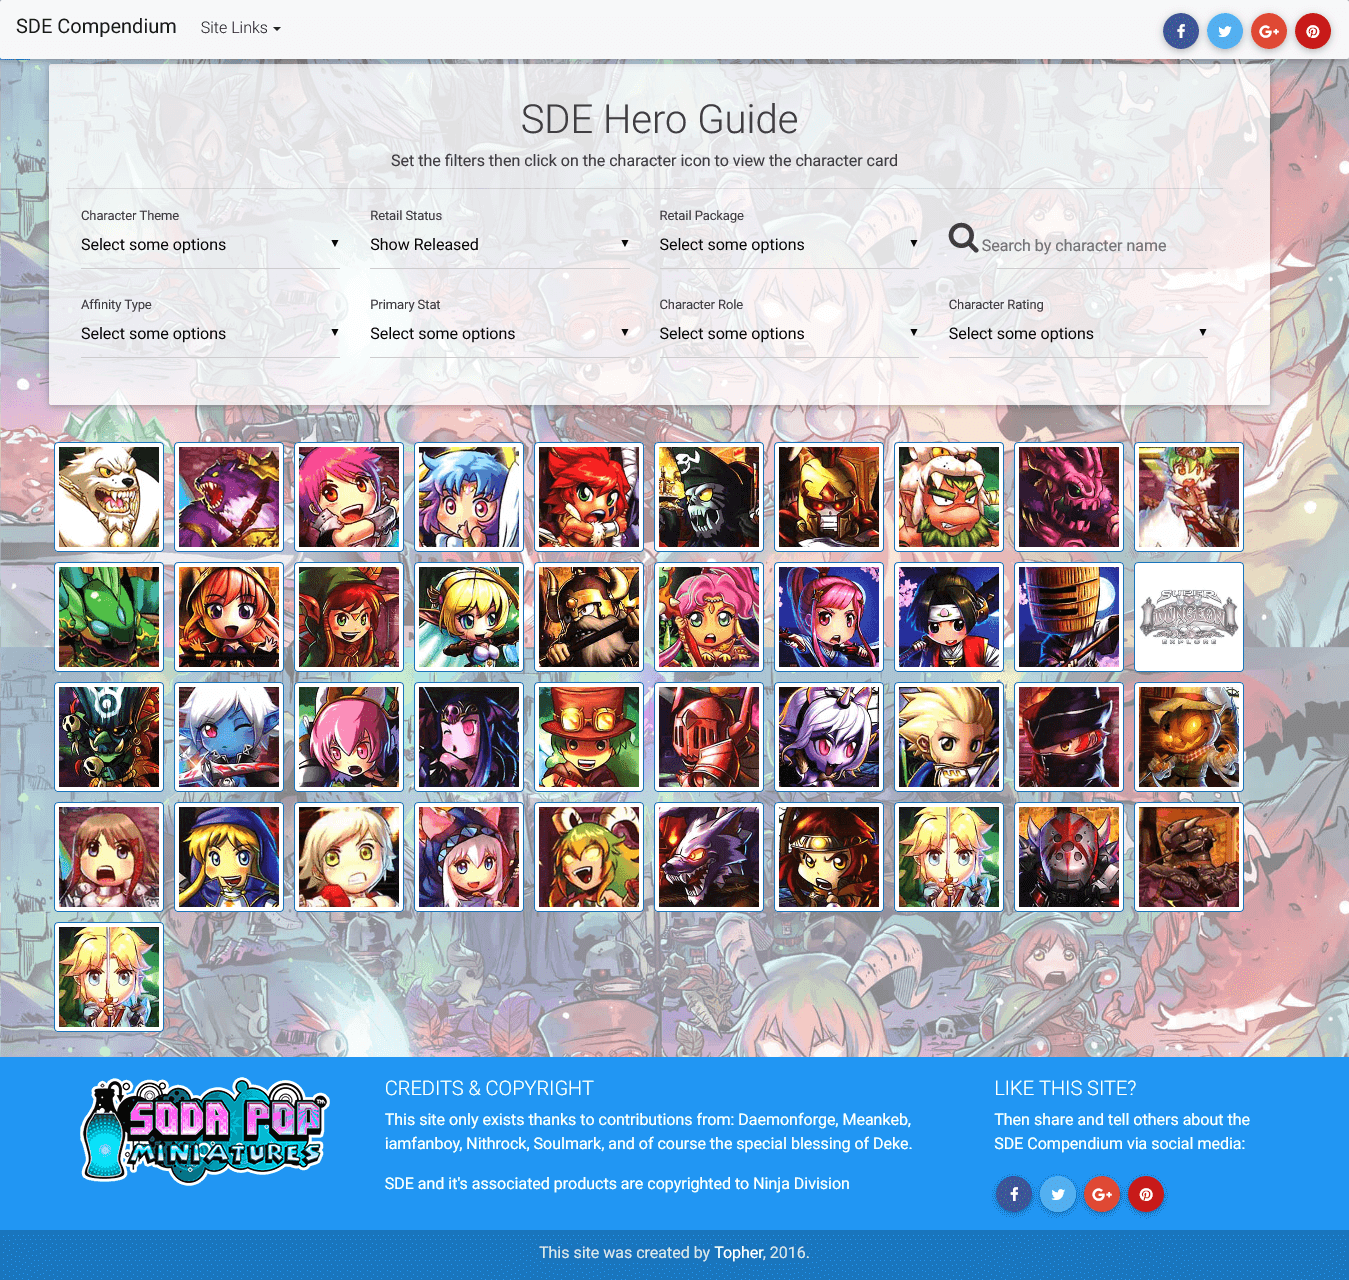 SDE Compendium Site Links
SDE Hero Guide
Set the filters then click on the character icon to view the character card
Character Theme
Select some options
Retail Status
Show Released
Retail Package
Select some options
Search by character name
Affinity Type
Select some options
Primary Stat
Select some options
Character Role
Select some options
Character Rating
Select some options
SUPER
DUNGEON
EXPLORE
SODA POP
MINIATURES
CREDITS & COPYRIGHT
This site only exists thanks to contributions from: Daemonforge, Meankeb,
iamfanboy, Nithrock, Soulmark, and of course the special blessing of Deke.
SDE and it's associated products are copyrighted to Ninja Division
LIKE THIS SITE?
Then share and tell others about the
SDE Compendium via social media:
This site was created by Topher, 2016.